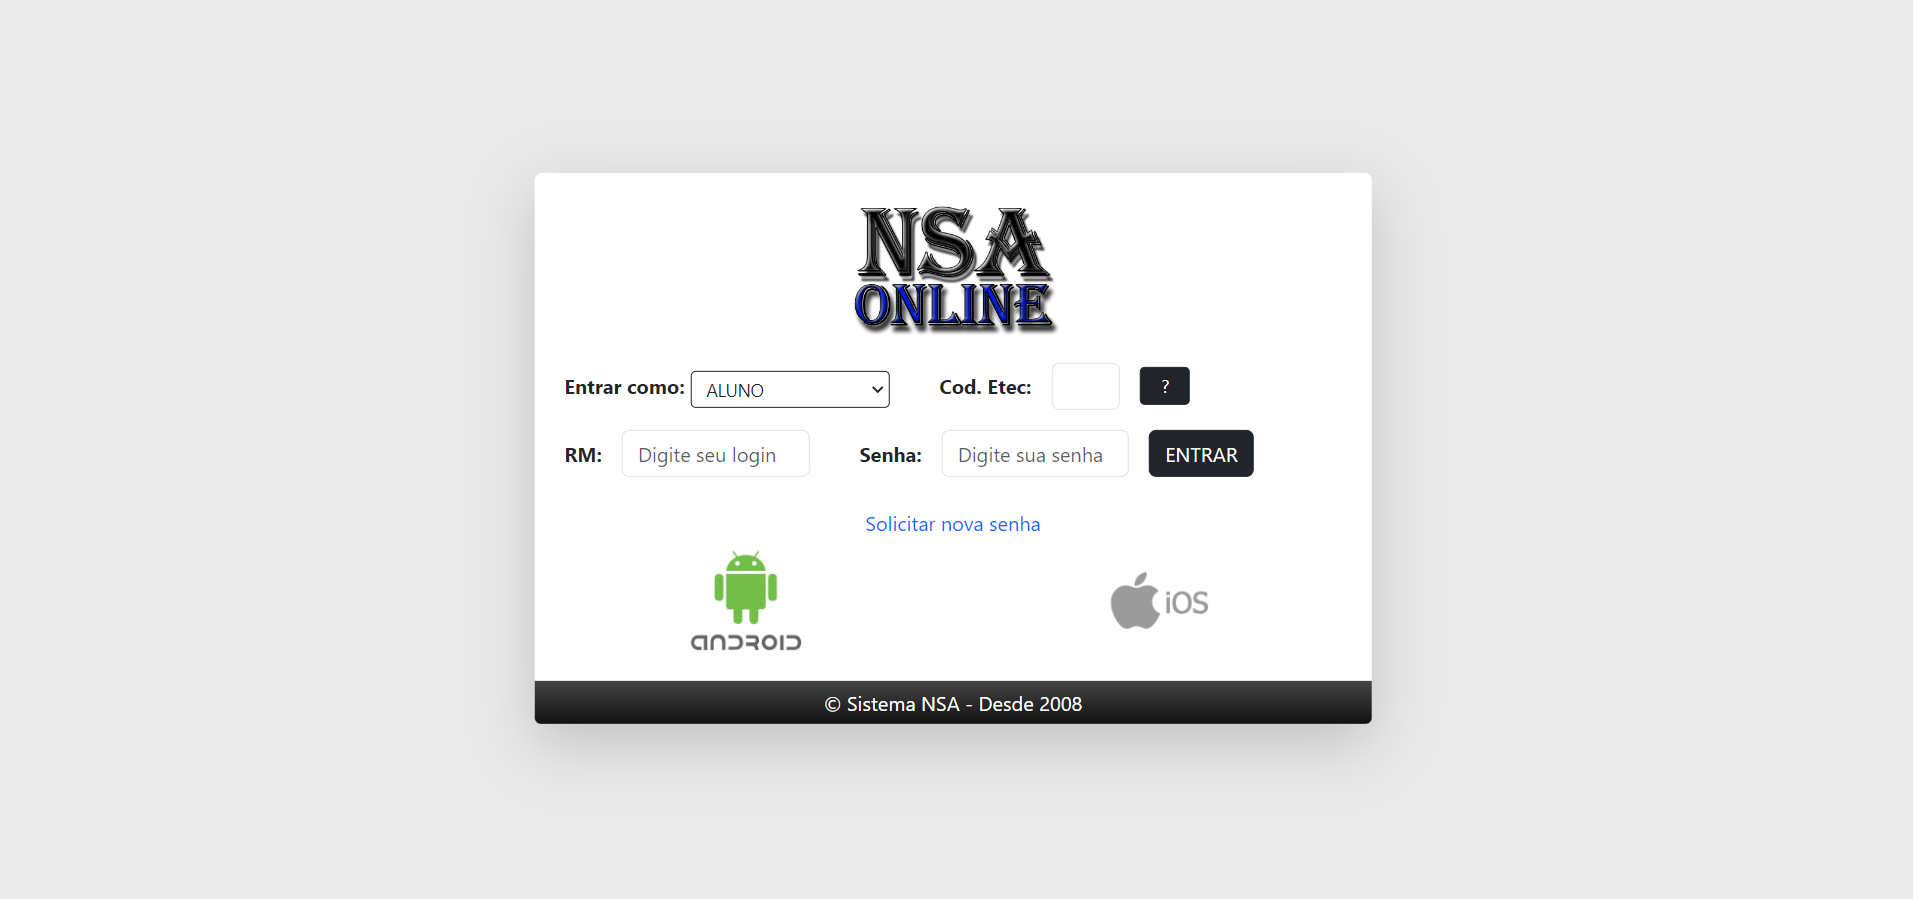 NSA
ONLINE
Entrar como: ALUNO Cod. Etec: ?
RM: Digite seu login Senha: Digite sua senha ENTRAR
Solicitar nova senha
ANDROID iOS
© Sistema NSA - Desde 2008